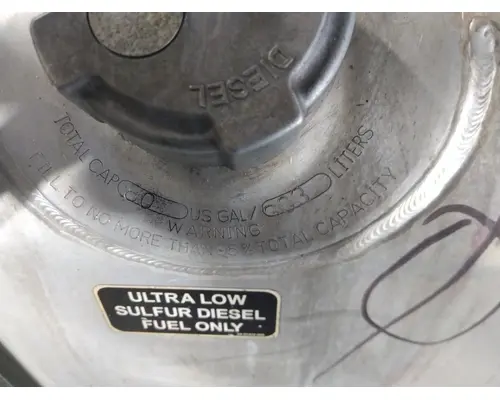 DIESEL
TOTAL CAP. US GAL/ LITERS
WARNING
FILL TO NO MORE THAN 95% TOTAL CAPACITY
ULTRA LOW
SULFUR DIESEL
FUEL ONLY